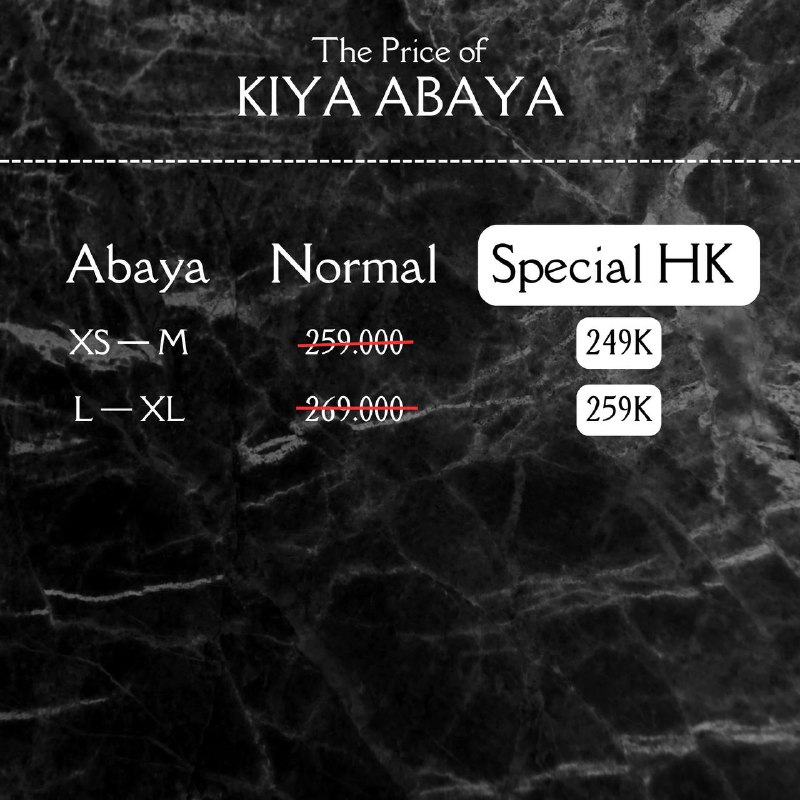 The Price of
KIYA ABAYA
Abaya Normal Special HK
XS — M 259.000 249K
L — XL 269.000 259K